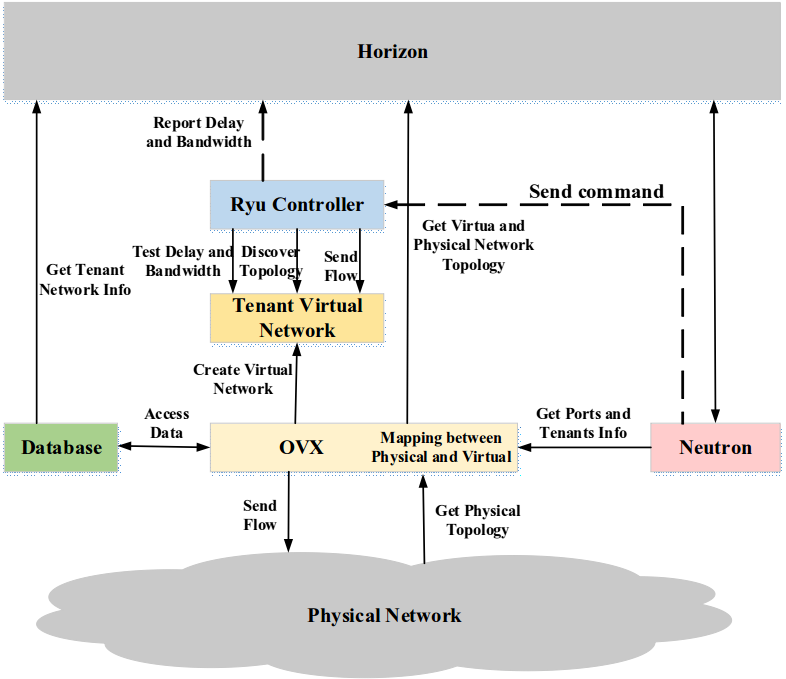 Horizon
Report Delay
and Bandwidth
Ryu Controller
Send command
Get Virtua and
Physical Network
Topology
Test Delay and
Bandwidth
Discover
Topology
Send
Flow
Get Tenant
Network Info
Tenant Virtual
Network
Create Virtual
Network
Access
Data
Get Ports and
Tenants Info
Database
OVX
Mapping between
Physical and Virtual
Neutron
Send
Flow
Get Physical
Topology
Physical Network